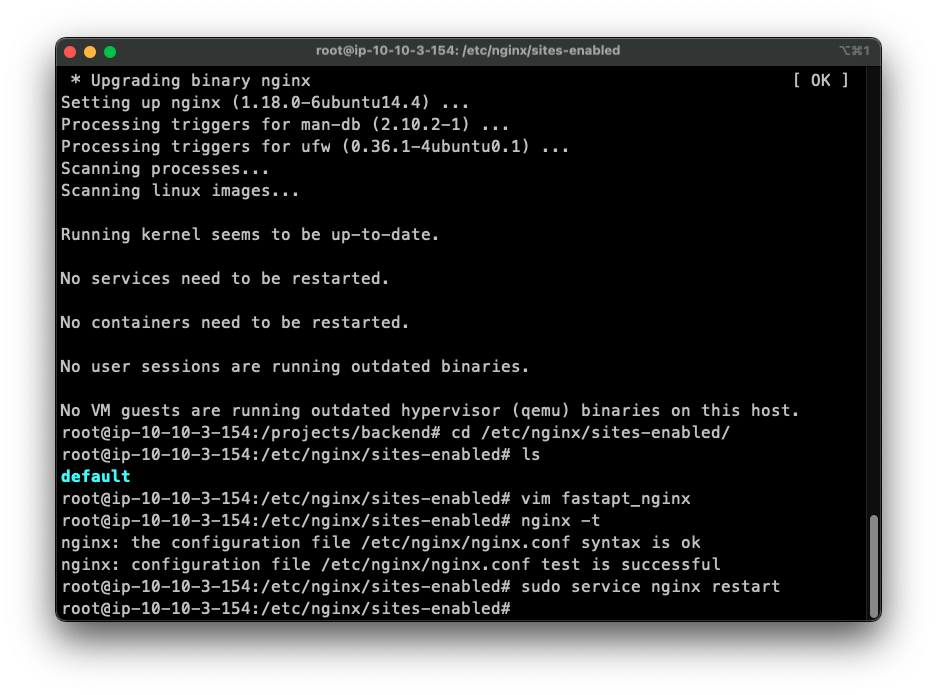 root@ip-10-10-3-154: /etc/nginx/sites-enabled ⌥⌘1
* Upgrading binary nginx [ OK ]
Setting up nginx (1.18.0-6ubuntu14.4) ...
Processing triggers for man-db (2.10.2-1) ...
Processing triggers for ufw (0.36.1-4ubuntu0.1) ...
Scanning processes...
Scanning linux images...
Running kernel seems to be up-to-date.
No services need to be restarted.
No containers need to be restarted.
No user sessions are running outdated binaries.
No VM guests are running outdated hypervisor (qemu) binaries on this host.
root@ip-10-10-3-154:/projects/backend# cd /etc/nginx/sites-enabled/
root@ip-10-10-3-154:/etc/nginx/sites-enabled# ls
default
root@ip-10-10-3-154:/etc/nginx/sites-enabled# vim fastapt_nginx
root@ip-10-10-3-154:/etc/nginx/sites-enabled# nginx -t
nginx: the configuration file /etc/nginx/nginx.conf syntax is ok
nginx: configuration file /etc/nginx/nginx.conf test is successful
root@ip-10-10-3-154:/etc/nginx/sites-enabled# sudo service nginx restart
root@ip-10-10-3-154:/etc/nginx/sites-enabled#